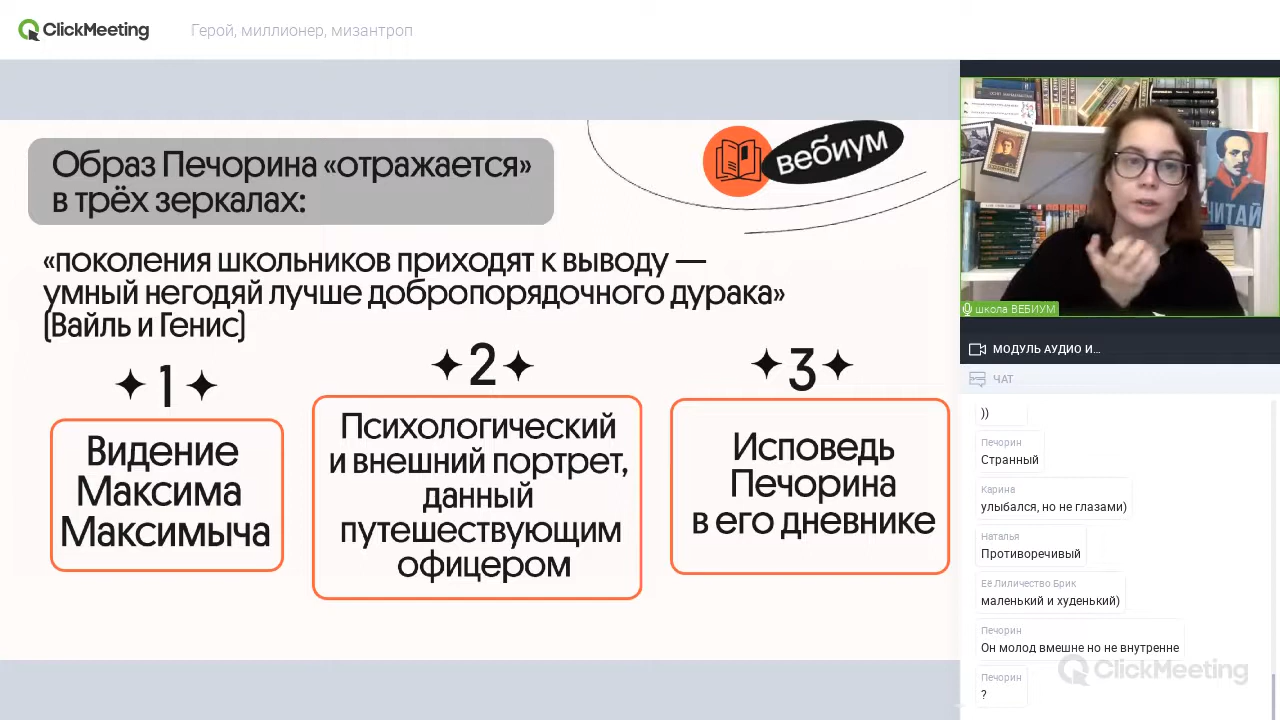 ClickMeeting
Герой, миллионер, мизантроп
Образ Печорина «отражается»
в трёх зеркалах:
вебиум
«поколения школьников приходят к выводу —
умный негодяй лучше добропорядочного дурака»
(Вайль и Генис)
1
Видение
Максима
Максимыча
2
Психологический
и внешний портрет,
данный
путешествующим
офицером
3
Исповедь
Печорина
в его дневнике
ЧИТАЙ
школа ВЕБИУМ
МОДУЛЬ АУДИО И...
ЧАТ
))
Печорин
Странный
Карина
улыбался, но не глазами)
Наталья
Противоречивый
Её Лиличество Брик
маленький и худенький)
Печорин
Он молод вмешне но не внутренне
ClickMeeting
Печорин
?